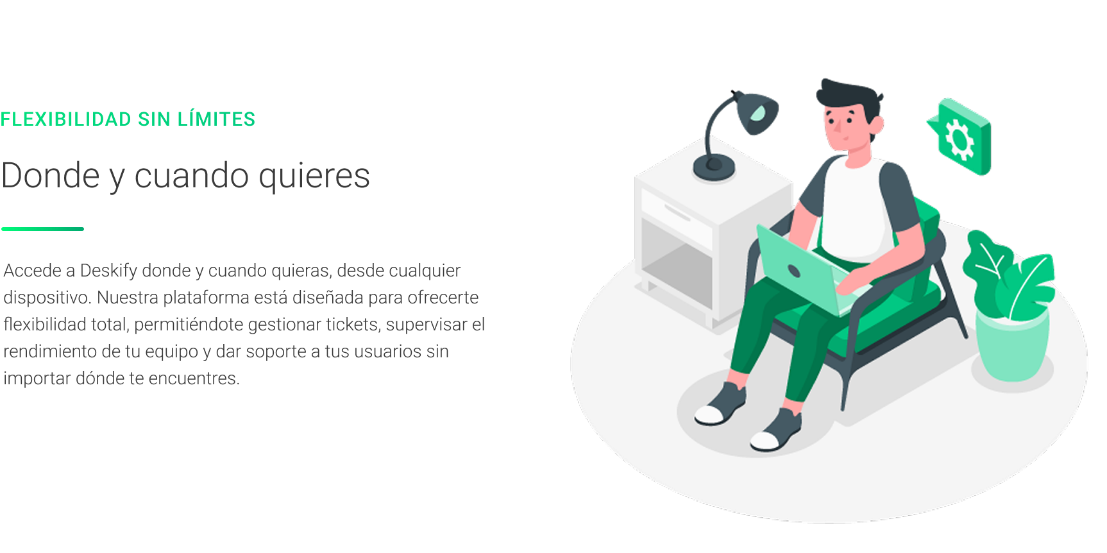 FLEXIBILIDAD SIN LÍMITES
Donde y cuando quieres
Accede a Deskify donde y cuando quieras, desde cualquier
dispositivo. Nuestra plataforma está diseñada para ofrecerte
flexibilidad total, permitiéndote gestionar tickets, supervisar el
rendimiento de tu equipo y dar soporte a tus usuarios sin
importar dónde te encuentres.